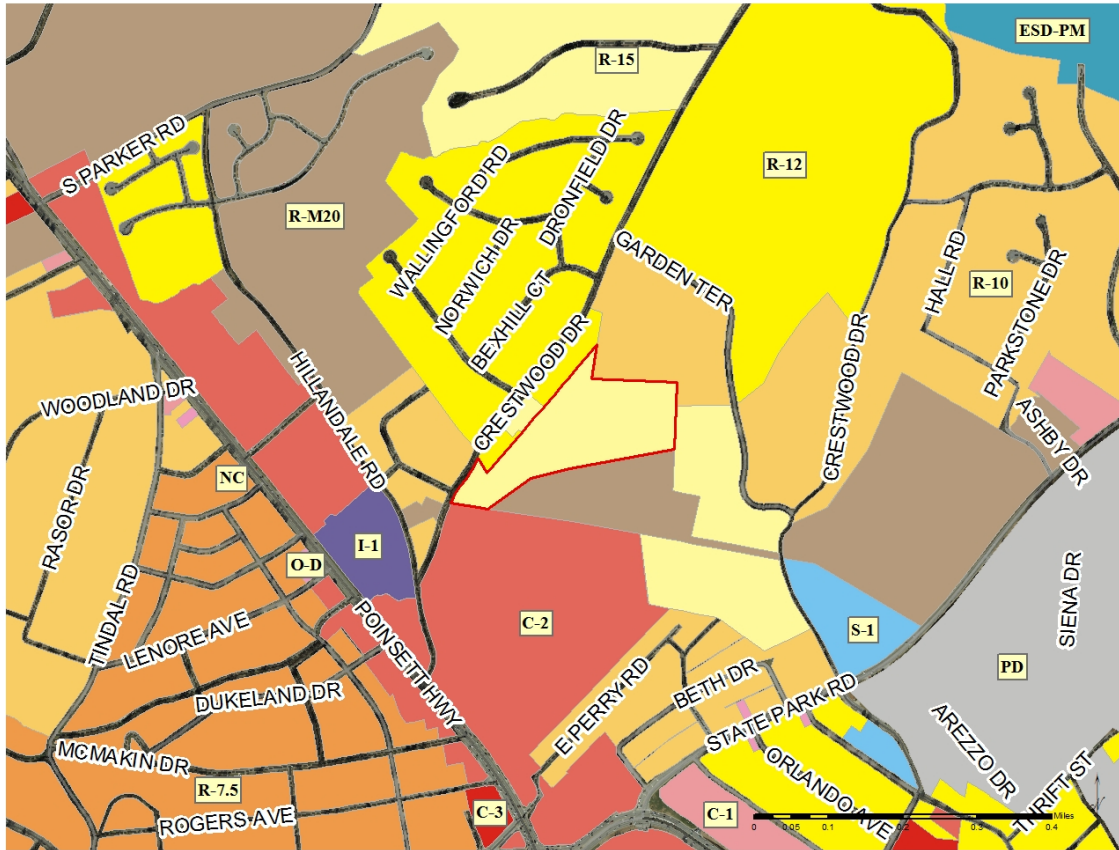 ESD-PM
R-15
S PARKER RD
R-12
WALLINGFORD RD
DRONFIELD DR
R-M20
NORWICH DR
GARDEN TER
HALL RD
R-10
PARKSTONE DR
BEXHILL CT
CRESTWOOD DR
HILLANDALE RD
WOODLAND DR
CRESTWOOD DR
ASHBY DR
RASOR DR
NC
I-1
O-D
TINDAL RD
LENORE AVE
POINSETT HWY
C-2
S-1
SIENA DR
PD
DUKELAND DR
E PERRY RD
BETH DR
STATE PARK RD
MCMAKIN DR
AREZZO DR
ORLANDO AVE
THRIFT ST
R-7.5
ROGERS AVE
C-3
C-1
Miles
0 0.05 0.1 0.2 0.3 0.4